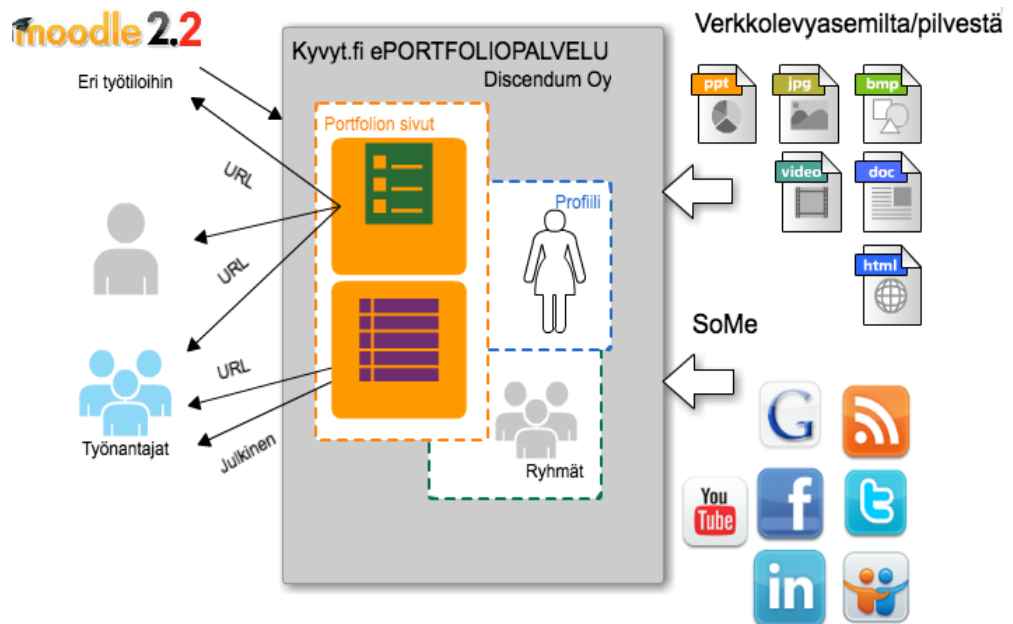 moodle 2.2
Eri työtiloihin
URL
URL
URL
Julkinen
Työnantajat
Kyvyt.fi ePORTFOLIOPALVELU
Discendum Oy
Portfolion sivut
Profiili
Ryhmät
Verkkolevyasemilta/pilvestä
ppt
jpg
bmp
video
doc
html
SoMe
G
You
Tube
f
t
in